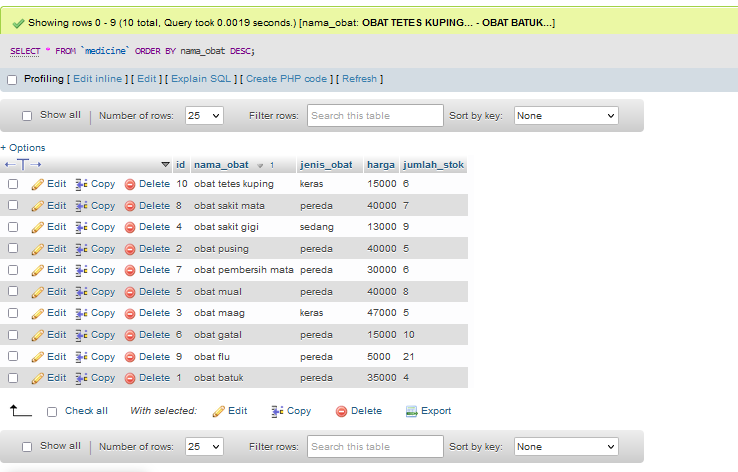 Showing rows 0 - 9 (10 total, Query took 0.0019 seconds.) [nama_obat: OBAT TETES KUPING... - OBAT BATUK...]
SELECT * FROM `medicine` ORDER BY nama_obat DESC;
Profiling [ Edit inline ] [ Edit ] [ Explain SQL ] [ Create PHP code ] [ Refresh ]
Show all | Number of rows: 25 Filter rows: Search this table Sort by key: None
+ Options
←T→ id nama_obat 1 jenis_obat harga jumlah_stok
Edit Copy Delete 10 obat tetes kuping keras 15000 6
Edit Copy Delete 8 obat sakit mata pereda 40000 7
Edit Copy Delete 4 obat sakit gigi sedang 13000 9
Edit Copy Delete 2 obat pusing pereda 40000 5
Edit Copy Delete 7 obat pembersih mata pereda 30000 6
Edit Copy Delete 5 obat mual pereda 40000 8
Edit Copy Delete 3 obat maag keras 47000 5
Edit Copy Delete 6 obat gatal pereda 15000 10
Edit Copy Delete 9 obat flu pereda 5000 21
Edit Copy Delete 1 obat batuk pereda 35000 4
Check all With selected: Edit Copy Delete Export
Show all | Number of rows: 25 Filter rows: Search this table Sort by key: None